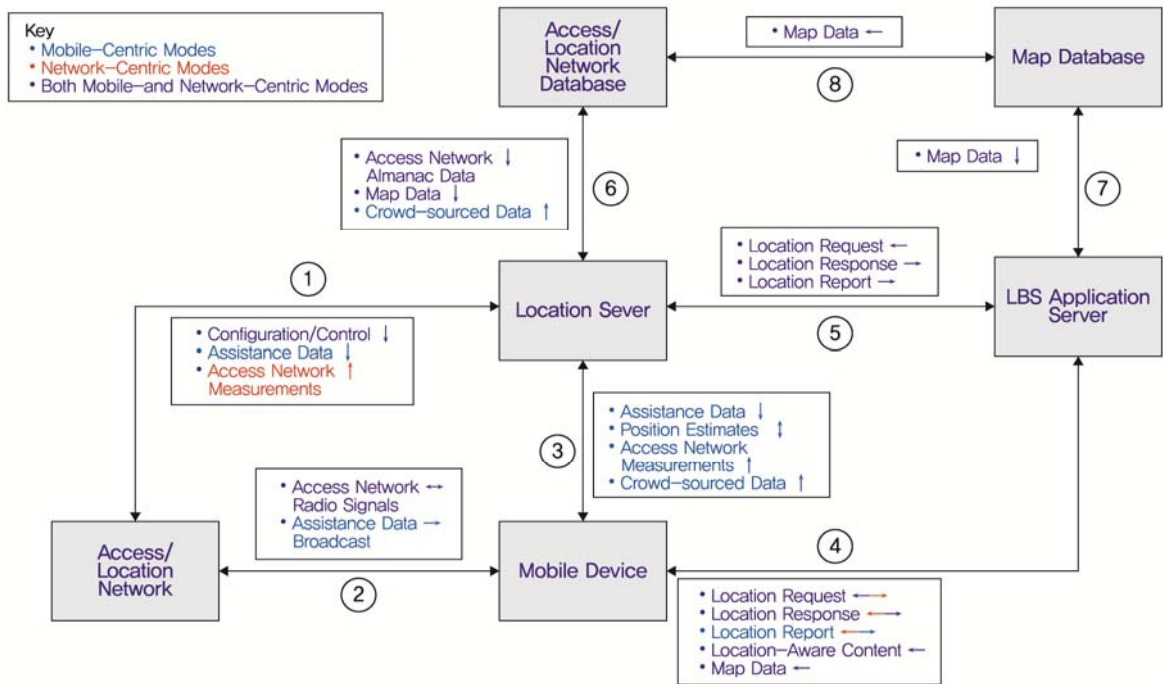 Key
• Mobile-Centric Modes
• Network-Centric Modes
• Both Mobile-and Network-Centric Modes
Access/
Location
Network
Database
• Map Data ←
8
Map Database
• Access Network ↓
Almanac Data
• Map Data ↓
• Crowd-sourced Data ↑
6
• Map Data ↓
7
1
• Location Request ←
• Location Response →
• Location Report →
5
Location Sever
LBS Application
Server
• Configuration/Control ↓
• Assistance Data ↓
• Access Network ↑
Measurements
3
• Assistance Data ↓
• Position Estimates ↕
• Access Network
Measurements ↑
• Crowd-sourced Data ↑
• Access Network ↔
Radio Signals
• Assistance Data →
Broadcast
2
Access/
Location
Network
Mobile Device
4
• Location Request ↔
• Location Response ↔
• Location Report ↔
• Location-Aware Content ←
• Map Data ←